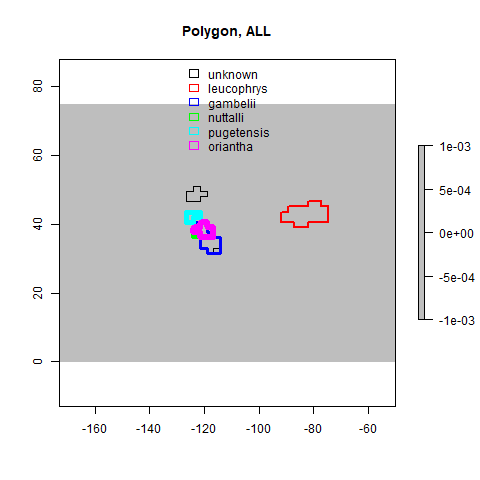 Polygon, ALL
unknown
leucophrys
gambelii
nuttalli
pugetensis
oriantha
80
60
40
20
0
1e-03
5e-04
0e+00
-5e-04
-1e-03
-160 -140 -120 -100 -80 -60